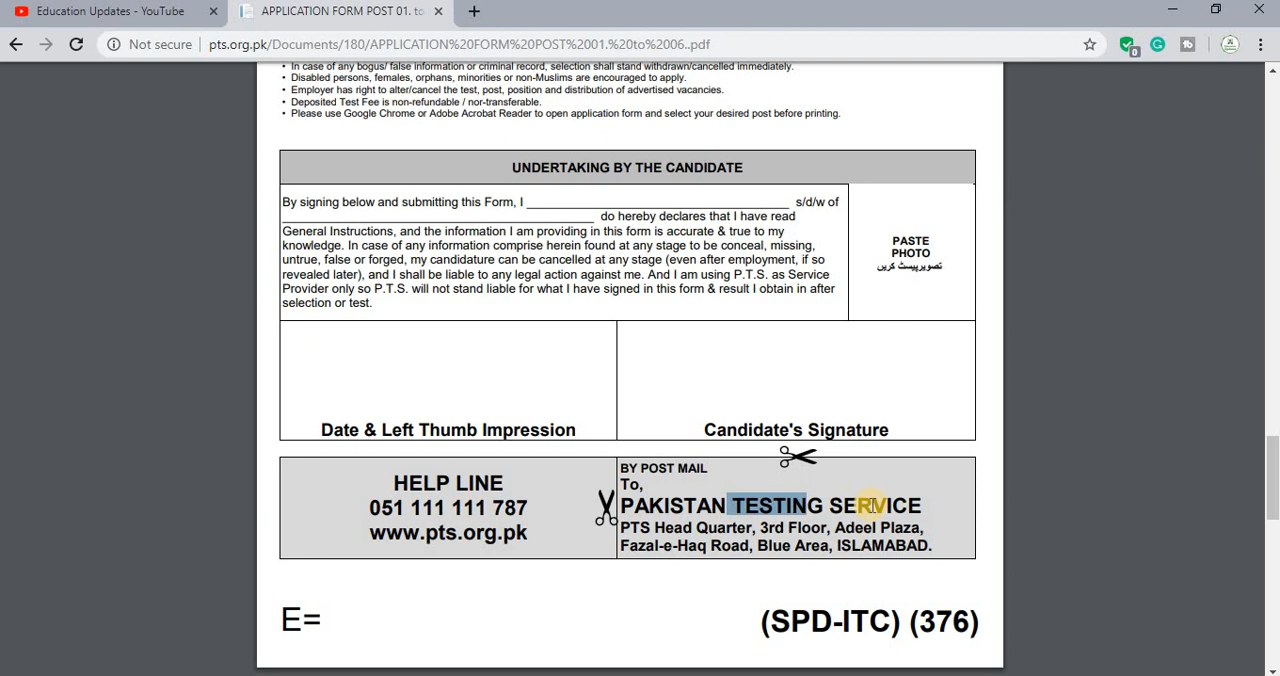 Education Updates - YouTube
APPLICATION FORM POST 01. to
Not secure
pts.org.pk/Documents/180/APPLICATION%20FORM%20POST%2001.%20to%2006..pdf
0
tb
• In case of any bogus/ false information or criminal record, selection shall stand withdrawn/cancelled immediately.
• Disabled persons, females, orphans, minorities or non-Muslims are encouraged to apply.
• Employer has right to alter/cancel the test, post, position and distribution of advertised vacancies.
• Deposited Test Fee is non-refundable / nor-transferable.
• Please use Google Chrome or Adobe Acrobat Reader to open application form and select your desired post before printing.
UNDERTAKING BY THE CANDIDATE
By signing below and submitting this Form, I ______________________________________ s/d/w of
_____________________________________________ do hereby declares that I have read
General Instructions, and the information I am providing in this form is accurate & true to my
knowledge. In case of any information comprise herein found at any stage to be conceal, missing,
untrue, false or forged, my candidature can be cancelled at any stage (even after employment, if so
revealed later), and I shall be liable to any legal action against me. And I am using P.T.S. as Service
Provider only so P.T.S. will not stand liable for what I have signed in this form & result I obtain in after
selection or test.
PASTE
PHOTO
تصویرپیسٹ کریں
Date & Left Thumb Impression
Candidate's Signature
HELP LINE
051 111 111 787
www.pts.org.pk
BY POST MAIL
To,
PAKISTAN TESTING SERVICE
PTS Head Quarter, 3rd Floor, Adeel Plaza,
Fazal-e-Haq Road, Blue Area, ISLAMABAD.
E=
(SPD-ITC) (376)